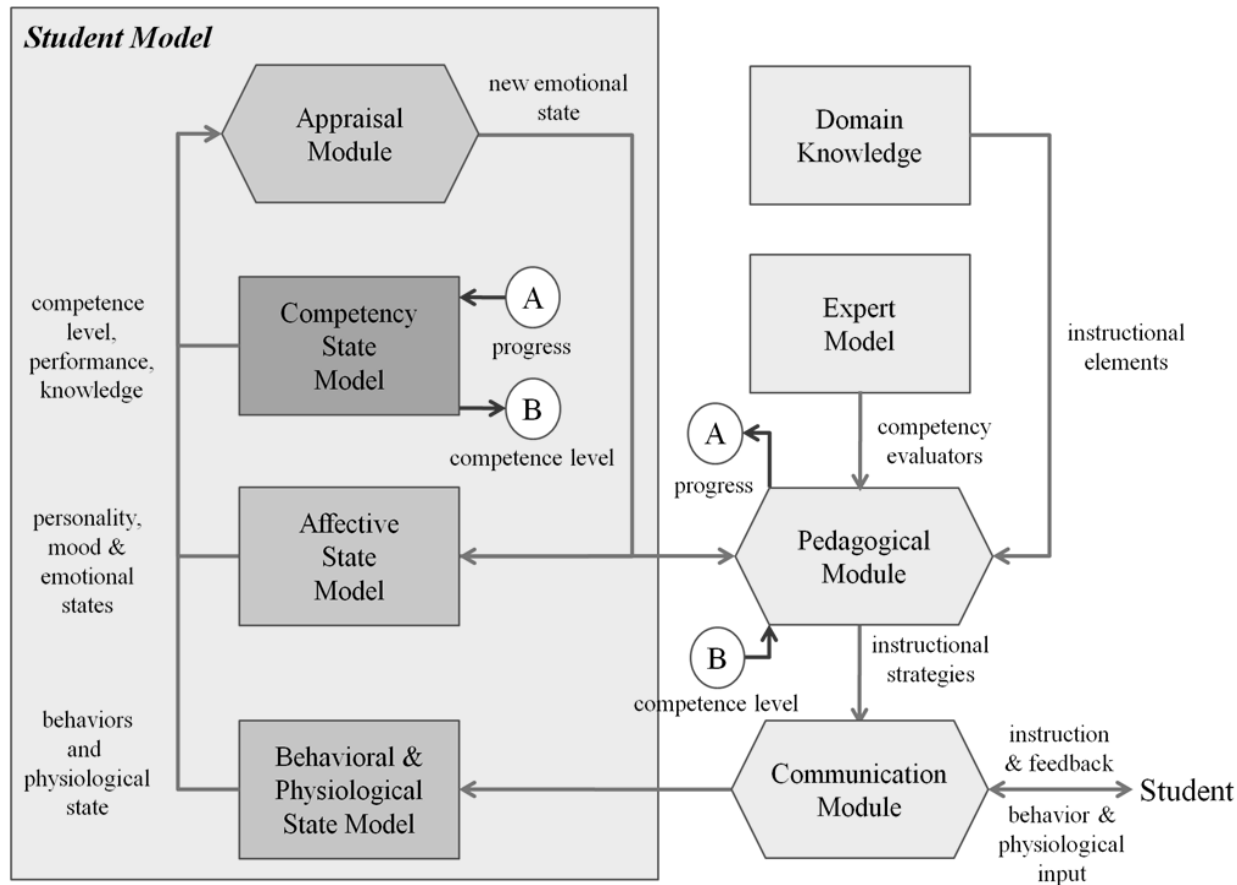 Student Model
Appraisal
Module
new emotional
state
Domain
Knowledge
competence
level,
performance,
knowledge
Competency
State
Model
A
progress
B
competence level
Expert
Model
instructional
elements
competency
evaluators
A
progress
personality,
mood &
emotional
states
Affective
State
Model
Pedagogical
Module
B
competence level
instructional
strategies
behaviors
and
physiological
state
Behavioral &
Physiological
State Model
Communication
Module
instruction
& feedback
Student
behavior &
physiological
input